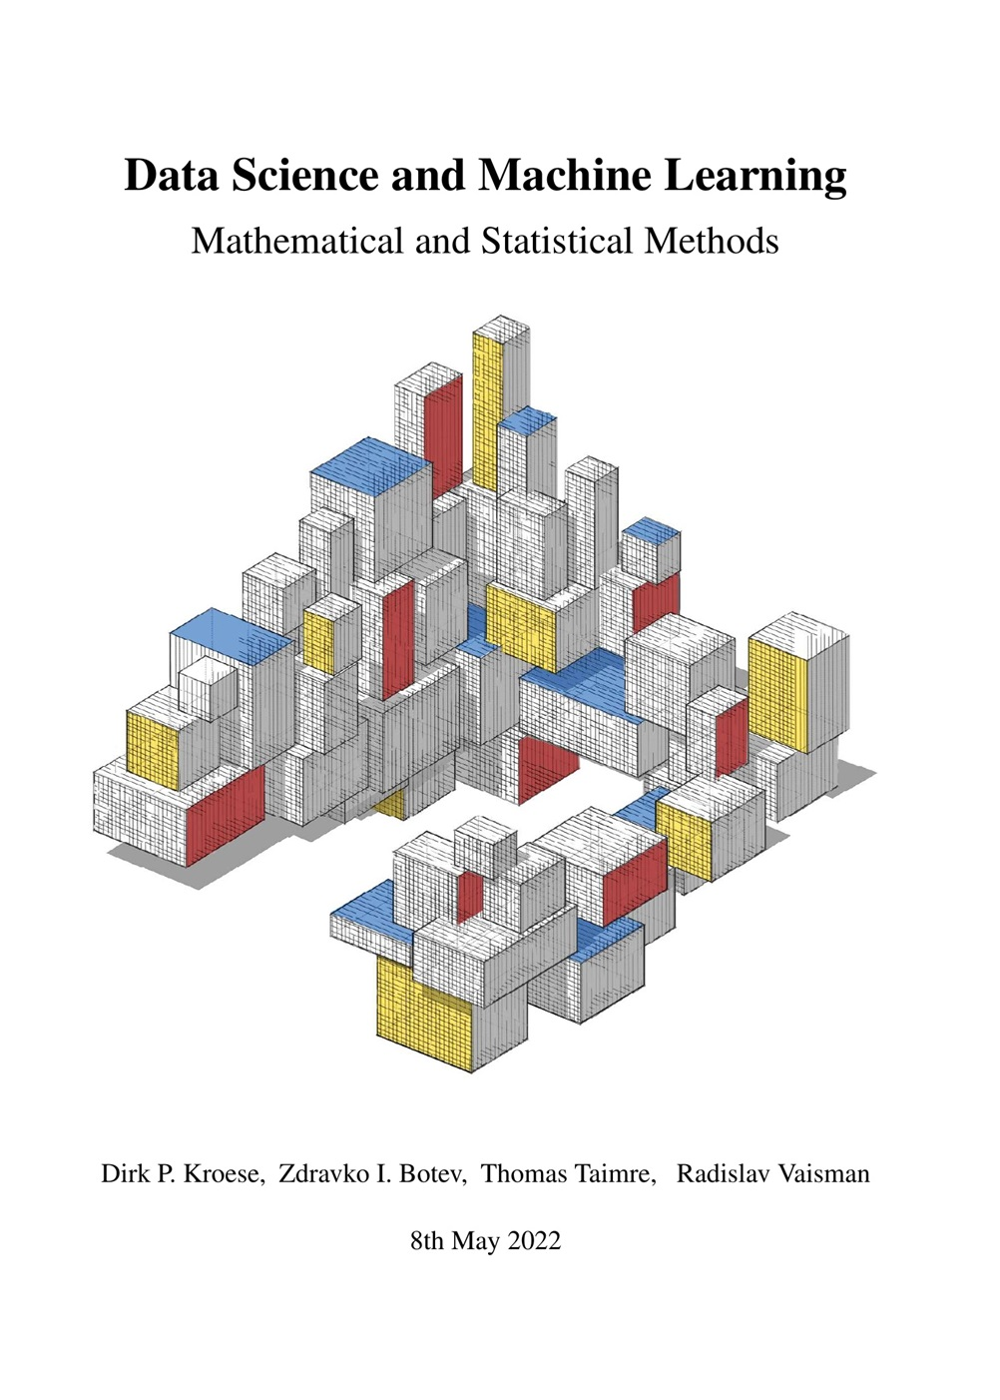 Data Science and Machine Learning
Mathematical and Statistical Methods
Dirk P. Kroese, Zdravko I. Botev, Thomas Taimre, Radislav Vaisman
8th May 2022